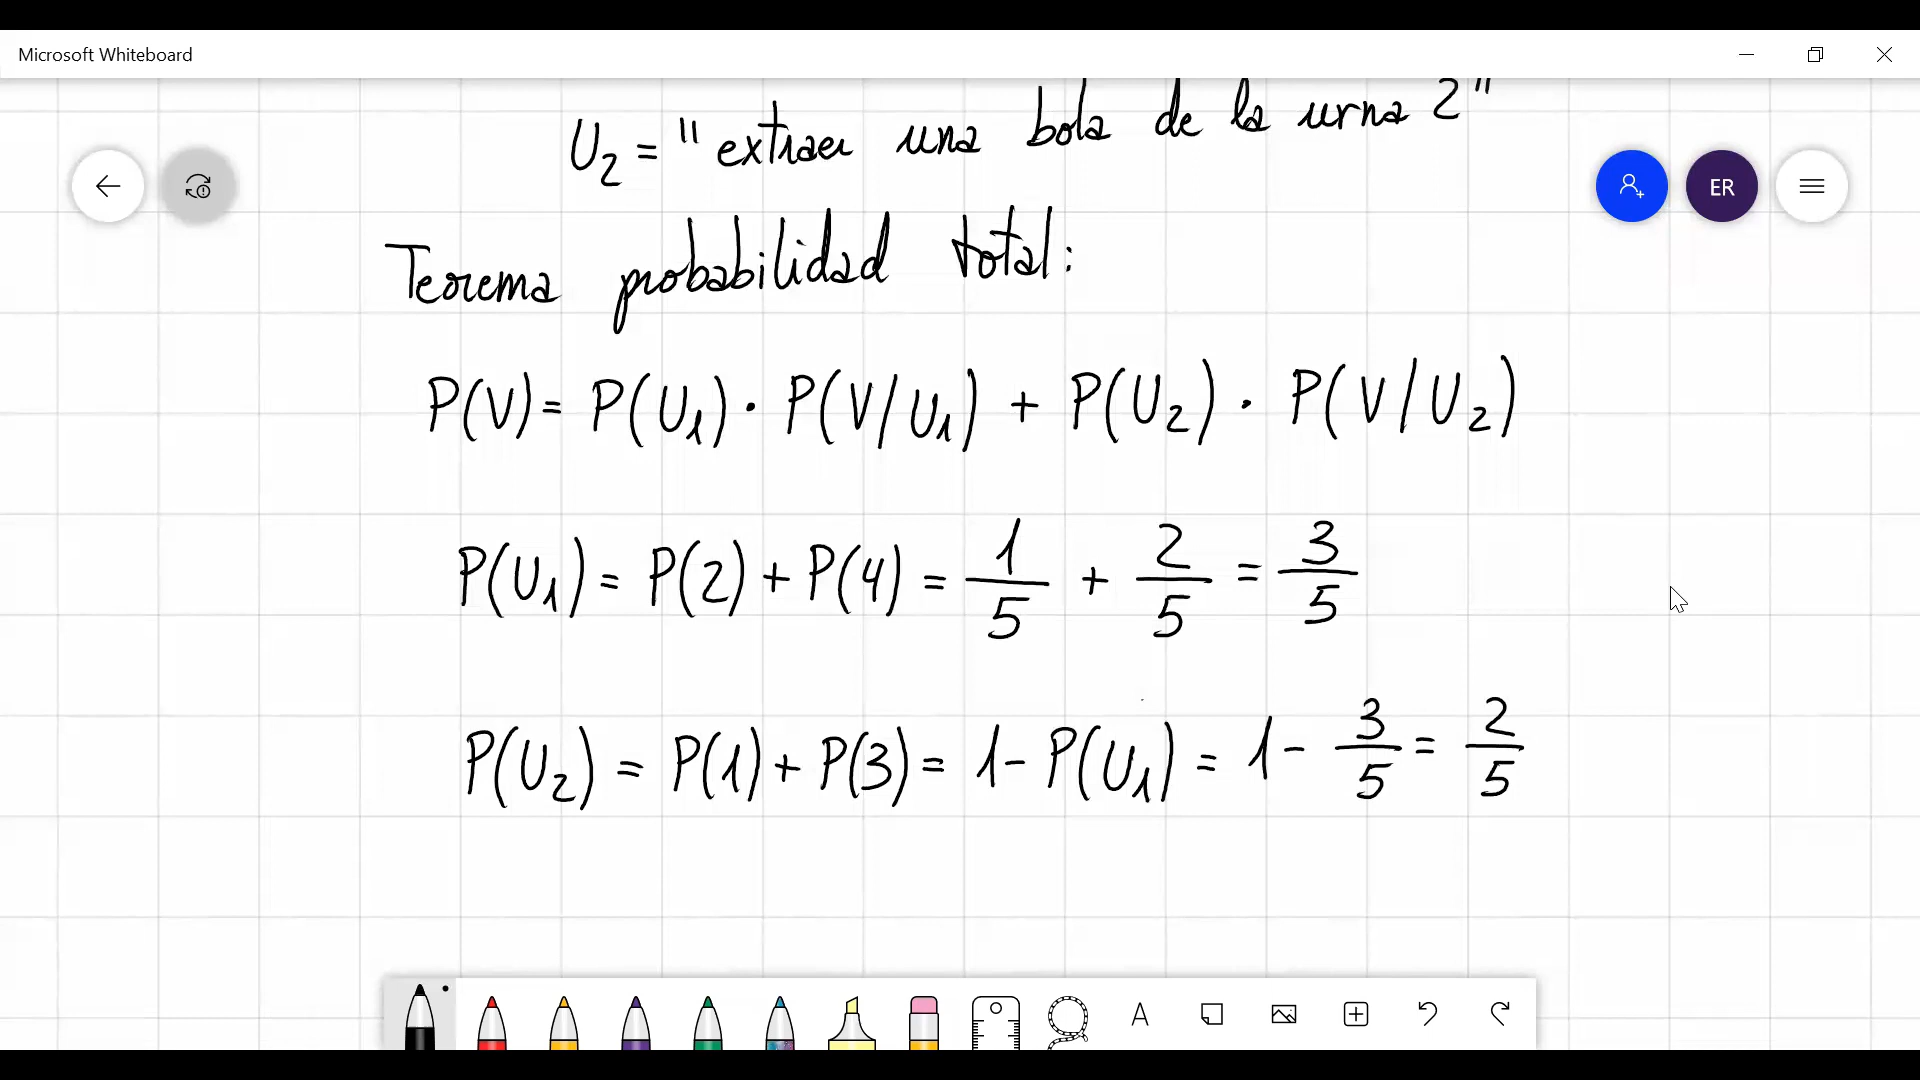 Microsoft Whiteboard
U₂ = "extraer una bola de la urna 2"
ER
Teorema probabilidad total:
P(V) = P(U₁) · P(V/U₁) + P(U₂) · P(V/U₂)
P(U₁) = P(2) + P(4) = 1/5 + 2/5 = 3/5
P(U₂) = P(1) + P(3) = 1 - P(U₁) = 1 - 3/5 = 2/5
A